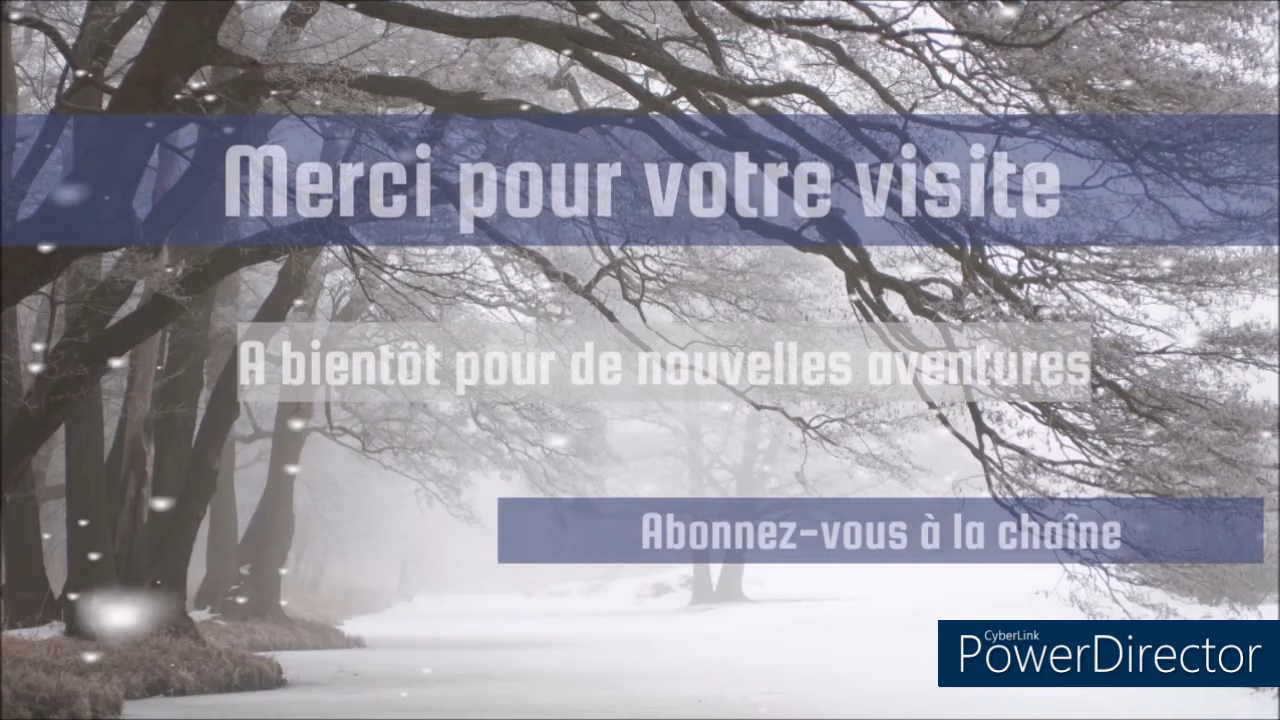 Merci pour votre visite
A bientôt pour de nouvelles aventures
Abonnez-vous à la chaîne
CyberLink
PowerDirector